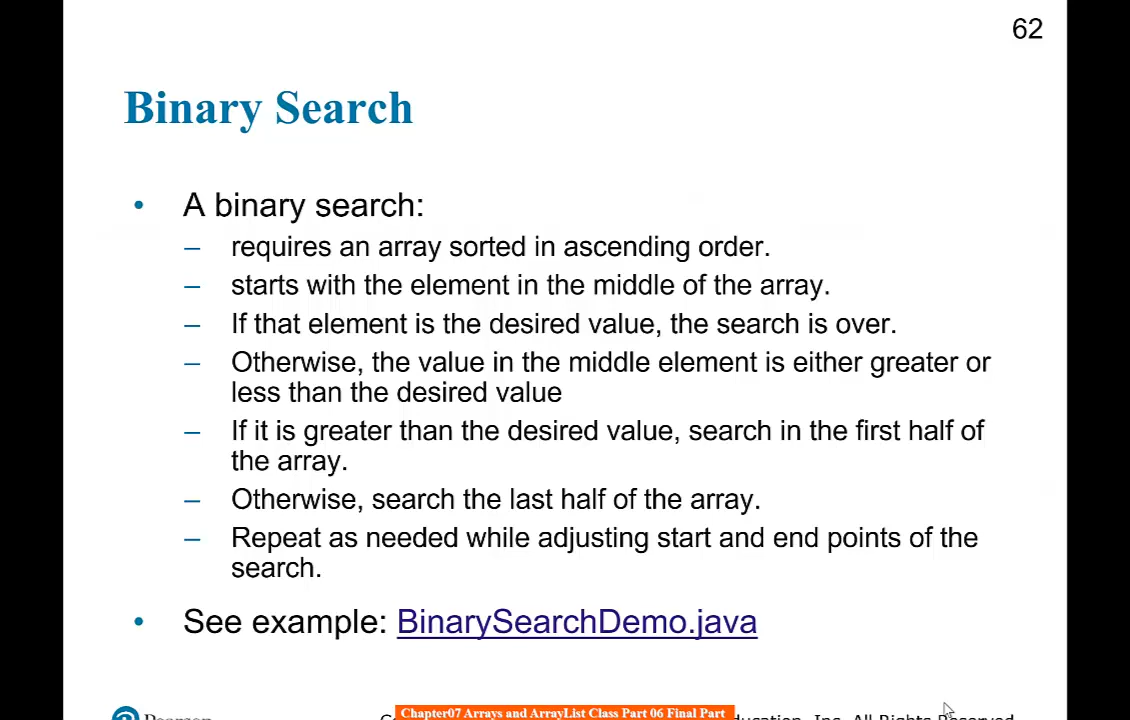 62
Binary Search
• A binary search:
– requires an array sorted in ascending order.
– starts with the element in the middle of the array.
– If that element is the desired value, the search is over.
– Otherwise, the value in the middle element is either greater or
less than the desired value
– If it is greater than the desired value, search in the first half of
the array.
– Otherwise, search the last half of the array.
– Repeat as needed while adjusting start and end points of the
search.
• See example: BinarySearchDemo.java
Pearson
Chapter07 Arrays and ArrayList Class Part 06 Final Part
Inc. All Rights Reserved